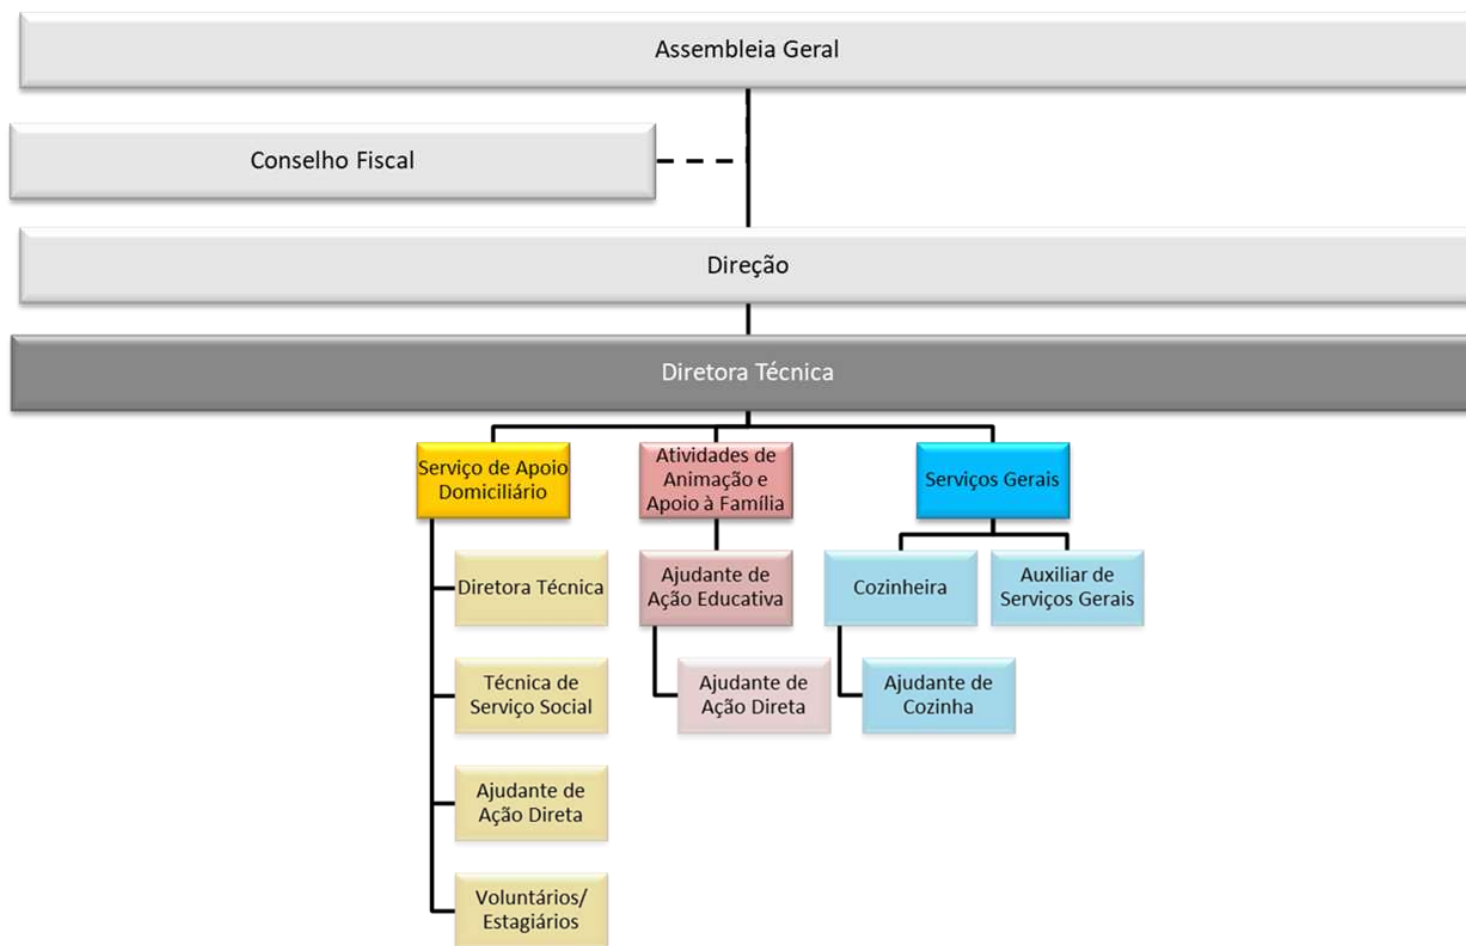 Assembleia Geral
Conselho Fiscal
Direção
Diretora Técnica
Serviço de Apoio
Domiciliário
Atividades de
Animação e
Apoio à Família
Serviços Gerais
Diretora Técnica
Ajudante de
Ação Educativa
Cozinheira
Auxiliar de
Serviços Gerais
Técnica de
Serviço Social
Ajudante de
Ação Direta
Ajudante de
Cozinha
Ajudante de
Ação Direta
Voluntários/
Estagiários